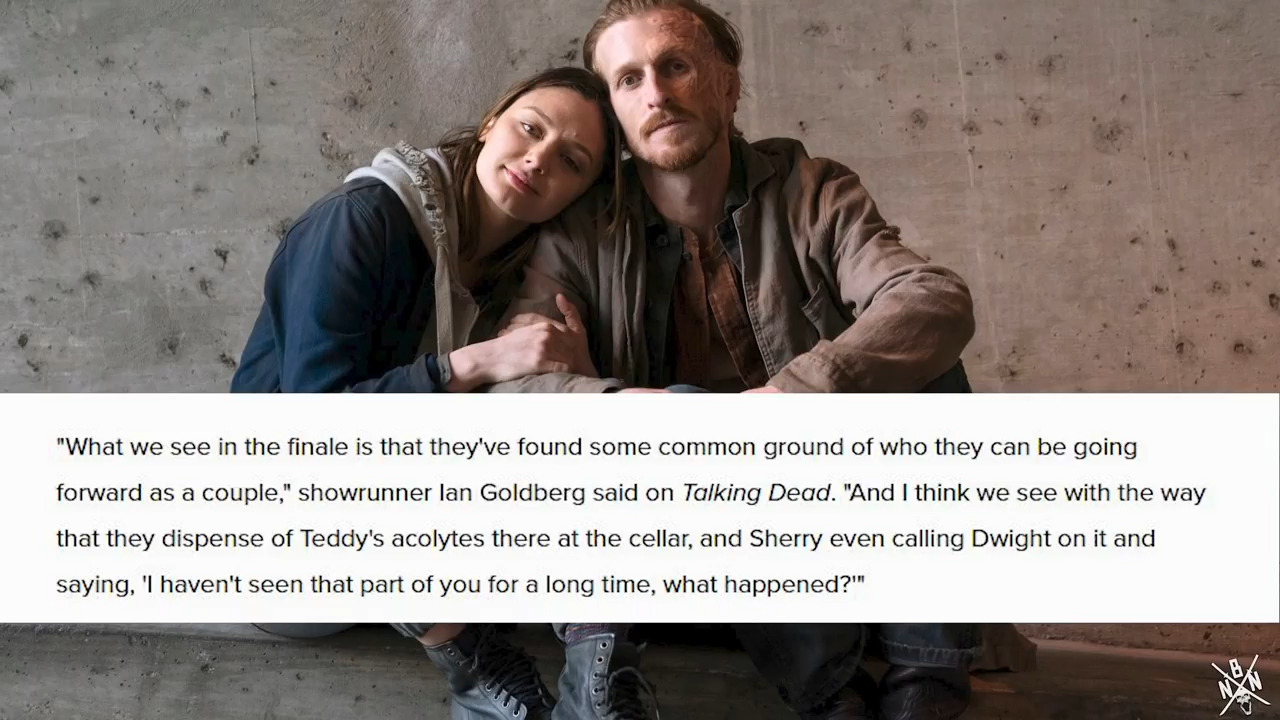 "What we see in the finale is that they've found some common ground of who they can be going
forward as a couple," showrunner Ian Goldberg said on Talking Dead. "And I think we see with the way
that they dispense of Teddy's acolytes there at the cellar, and Sherry even calling Dwight on it and
saying, 'I haven't seen that part of you for a long time, what happened?'"
B
N N